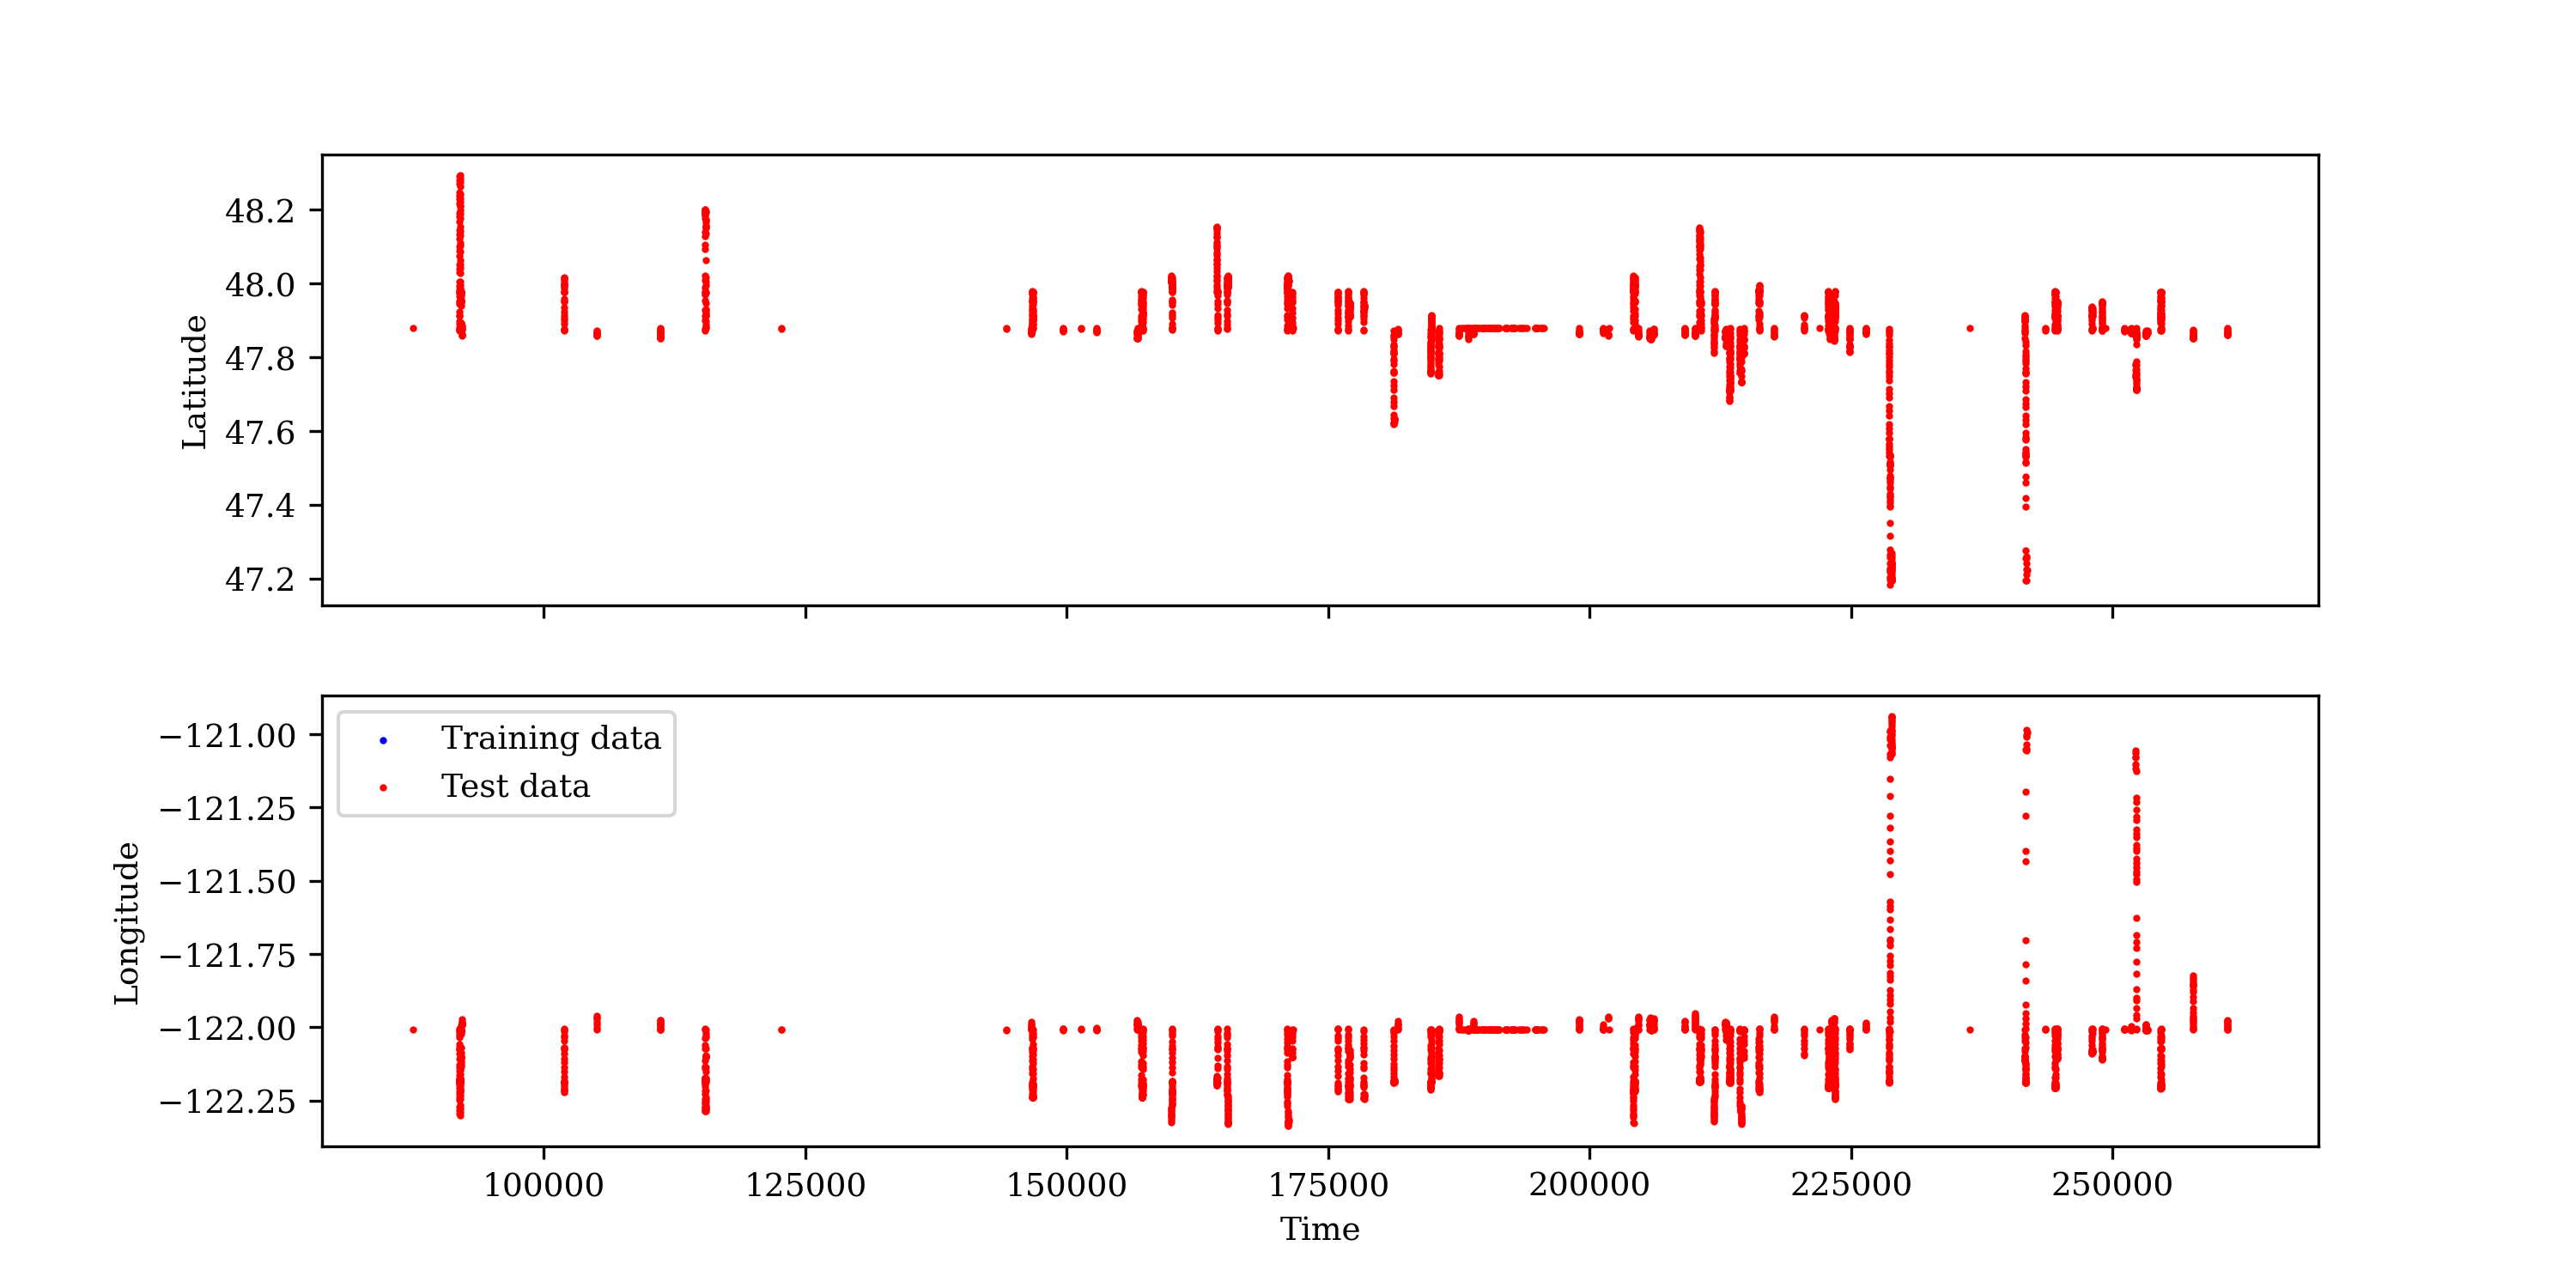 48.2
48.0
47.8
47.6
47.4
47.2
Latitude
−121.00
−121.25
−121.50
−121.75
−122.00
−122.25
Longitude
Training data
Test data
100000 125000 150000 175000 200000 225000 250000
Time